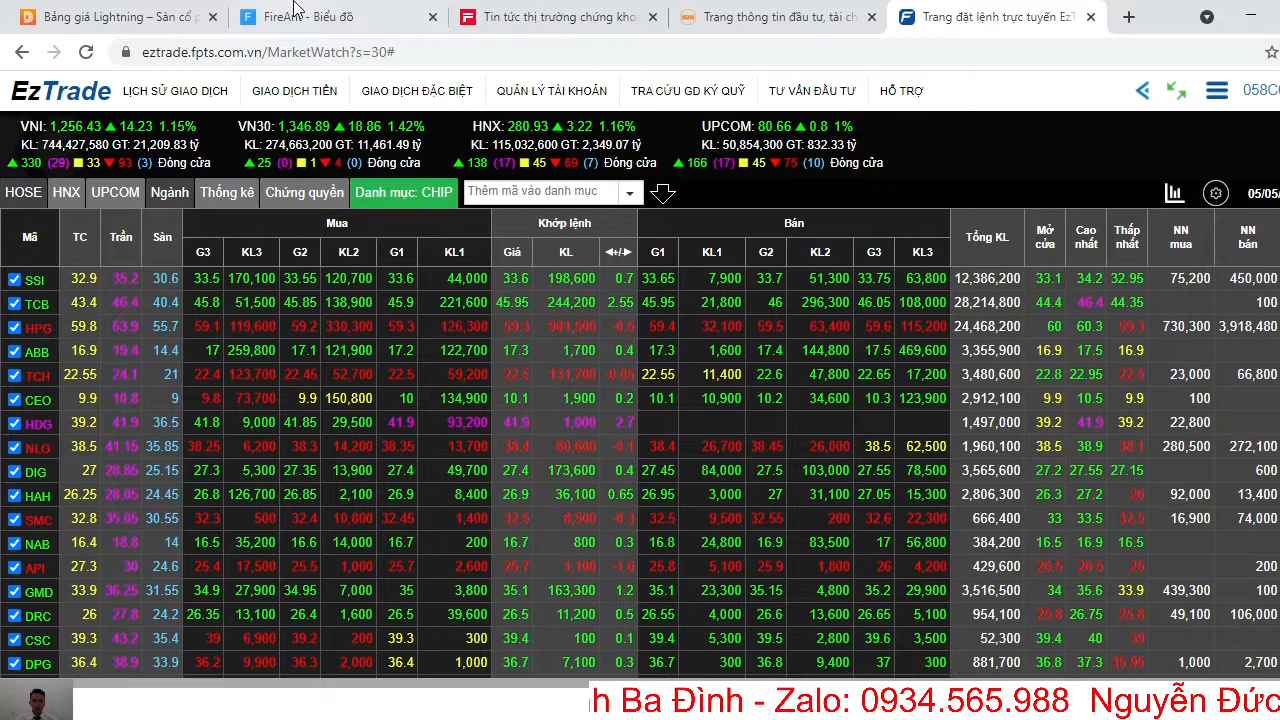 Bảng giá Lightning – Sàn cổ p
FireAnt - Biểu đồ
Tin tức thị trường chứng kho
Trang thông tin đầu tư, tài ch
Trang đặt lệnh trực tuyến EzT
eztrade.fpts.com.vn/MarketWatch?s=30#
EzTrade LỊCH SỬ GIAO DỊCH GIAO DỊCH TIỀN GIAO DỊCH ĐẶC BIỆT QUẢN LÝ TÀI KHOẢN TRA CỨU GD KÝ QUỸ TƯ VẤN ĐẦU TƯ HỖ TRỢ 058C
VNI: 1,256.43 ▲ 14.23 1.15% VN30: 1,346.89 ▲ 18.86 1.42% HNX: 280.93 ▲ 3.22 1.16% UPCOM: 80.66 ▲ 0.8 1%
KL: 744,427,580 GT: 21,209.83 tỷ KL: 274,663,200 GT: 11,461.49 tỷ KL: 115,032,600 GT: 2,349.07 tỷ KL: 50,854,300 GT: 832.33 tỷ
▲ 330 (29) ■ 33 ▼ 93 (3) Đóng cửa ▲ 25 (0) ■ 1 ▼ 4 (0) Đóng cửa ▲ 138 (17) ■ 45 ▼ 69 (7) Đóng cửa ▲ 166 (17) ■ 45 ▼ 75 (10) Đóng cửa
HOSE HNX UPCOM Ngành Thống kê Chứng quyền Danh mục: CHIP Thêm mã vào danh mục 05/05/
Mã TC Trần Sàn Mua Khớp lệnh Bán Tổng KL Mở cửa Cao nhất Thấp nhất NN mua NN bán
G3 KL3 G2 KL2 G1 KL1 Giá KL ◄+/-► G1 KL1 G2 KL2 G3 KL3
SSI 32.9 35.2 30.6 33.5 170,100 33.55 120,700 33.6 44,000 33.6 198,600 0.7 33.65 7,900 33.7 51,300 33.75 63,800 12,386,200 33.1 34.2 32.95 75,200 450,000
TCB 43.4 46.4 40.4 45.8 51,500 45.85 138,900 45.9 221,600 45.95 244,200 2.55 45.95 21,800 46 296,300 46.05 108,000 28,214,800 44.4 46.4 44.35 100
HPG 59.8 63.9 55.7 59.1 119,600 59.2 330,300 59.3 126,300 59.3 901,500 -0.5 59.4 32,100 59.5 63,400 59.6 115,200 24,468,200 60 60.3 59.3 730,300 3,918,480
ABB 16.9 19.4 14.4 17 259,800 17.1 121,900 17.2 122,700 17.3 1,700 0.4 17.3 1,600 17.4 144,800 17.5 469,600 3,355,900 16.9 17.5 16.9
TCH 22.55 24.1 21 22.4 123,700 22.45 52,700 22.5 59,200 22.5 131,700 -0.05 22.55 11,400 22.6 47,800 22.65 17,200 3,480,600 22.8 22.95 22.5 23,000 66,800
CEO 9.9 10.8 9 9.8 73,700 9.9 150,800 10 134,900 10.1 1,900 0.2 10.1 10,900 10.2 34,600 10.3 123,900 2,912,100 9.9 10.5 9.9 100
HDG 39.2 41.9 36.5 41.8 9,000 41.85 29,500 41.9 93,200 41.9 1,000 2.7 1,497,000 39.2 41.9 39.2 22,800
NLG 38.5 41.15 35.85 38.25 6,200 38.3 14,200 38.35 13,700 38.4 80,600 -0.1 38.4 26,700 38.45 26,000 38.5 62,500 1,960,100 38.5 38.9 38.1 280,500 272,100
DIG 27 28.85 25.15 27.3 5,300 27.35 13,900 27.4 49,700 27.4 173,600 0.4 27.45 84,000 27.5 103,000 27.55 78,500 3,565,600 27.2 27.55 27.15 600
HAH 26.25 28.05 24.45 26.8 126,700 26.85 2,100 26.9 8,400 26.9 36,100 0.65 26.95 3,000 27 31,100 27.05 15,300 2,806,300 26.3 27.2 26 92,000 13,400
SMC 32.8 35.05 30.55 32.3 500 32.4 10,800 32.45 1,400 32.5 8,500 -0.3 32.5 9,500 32.55 200 32.6 22,300 666,400 33 33.5 32.5 16,900 74,000
NAB 16.4 18.8 14 16.5 35,200 16.6 14,000 16.7 200 16.7 800 0.3 16.8 24,800 16.9 83,500 17 56,800 384,200 16.5 16.9 16.5
API 27.3 30 24.6 25.4 17,500 25.5 1,000 25.7 2,600 25.7 1,100 -1.6 25.8 5,100 25.9 1,800 26 4,200 429,600 26.5 26.5 25 200
GMD 33.9 36.25 31.55 34.9 27,900 34.95 7,000 35 3,800 35.1 163,300 1.2 35.1 23,300 35.15 4,800 35.2 29,900 3,516,500 34 35.6 33.9 439,300 100
DRC 26 27.8 24.2 26.35 13,100 26.4 1,600 26.5 39,600 26.5 11,200 0.5 26.55 4,000 26.6 13,600 26.65 5,100 954,100 25.8 26.75 25.8 49,100 106,000
CSC 39.3 43.2 35.4 39 6,900 39.2 200 39.3 300 39.4 100 0.1 39.4 5,300 39.5 2,800 39.6 3,500 52,300 39.4 40 39
DPG 36.4 38.9 33.9 36.2 9,900 36.3 2,000 36.4 1,000 36.7 7,100 0.3 36.7 300 36.8 9,400 37 300 881,700 36.8 37.3 35.95 1,000 2,700
h Ba Đình - Zalo: 0934.565.988 Nguyễn Đức